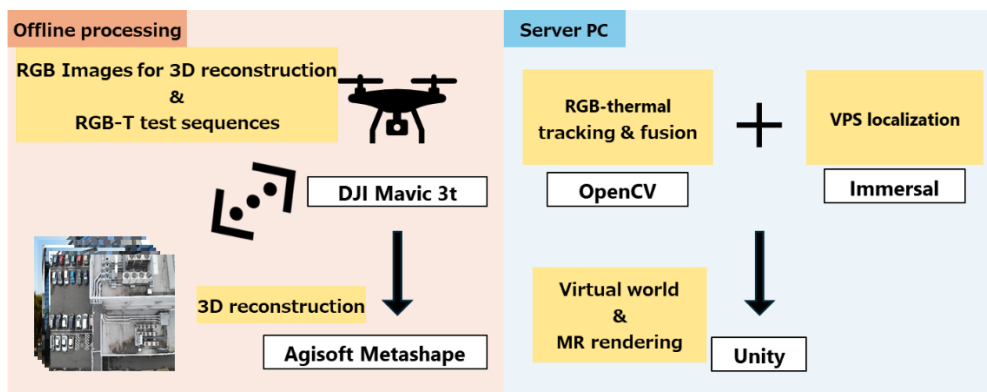 Offline processing
RGB Images for 3D reconstruction
&
RGB-T test sequences
DJI Mavic 3t
3D reconstruction
Agisoft Metashape
Server PC
RGB-thermal
tracking & fusion
VPS localization
OpenCV
Immersal
Virtual world
&
MR rendering
Unity